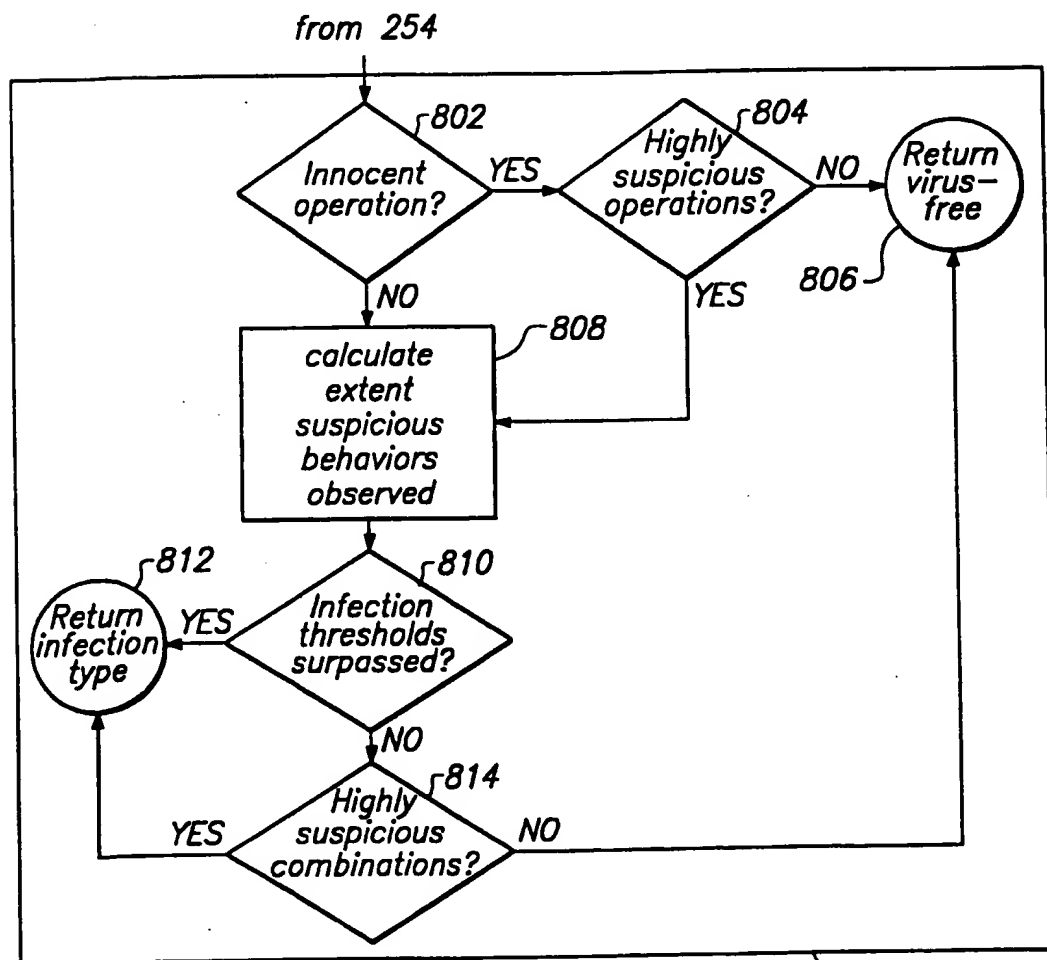 from 254
802
Innocent
operation?
YES
NO
804
Highly
suspicious
operations?
NO
YES
Return
virus-
free
806
808
calculate
extent
suspicious
behaviors
observed
810
Infection
thresholds
surpassed?
YES
NO
812
Return
infection
type
814
Highly
suspicious
combinations?
YES
NO